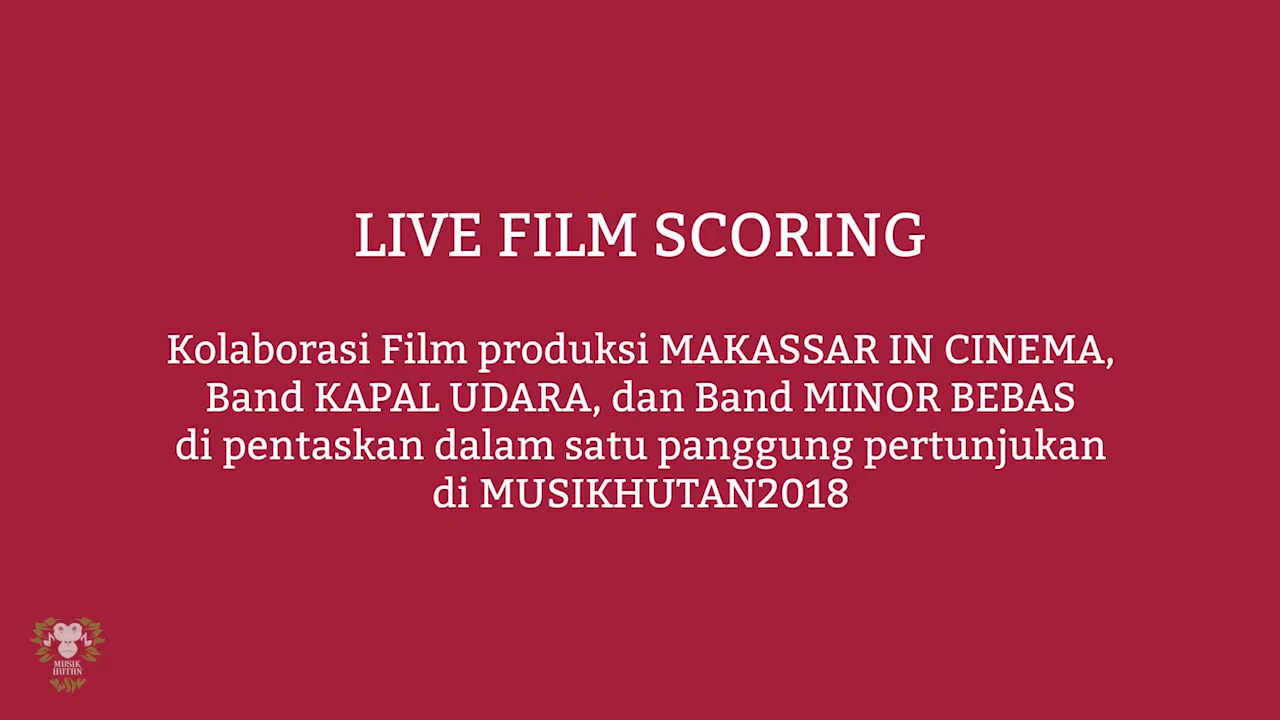 LIVE FILM SCORING
Kolaborasi Film produksi MAKASSAR IN CINEMA,
Band KAPAL UDARA, dan Band MINOR BEBAS
di pentaskan dalam satu panggung pertunjukan
di MUSIKHUTAN2018
MUSIK
HUTAN